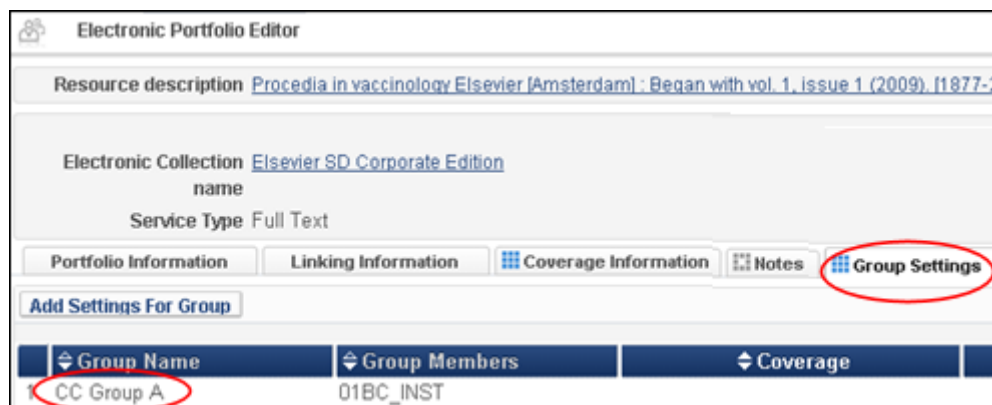 Electronic Portfolio Editor
Resource description Procedia in vaccinology Elsevier [Amsterdam] : Began with vol. 1, issue 1 (2009). [1877-
Electronic Collection Elsevier SD Corporate Edition
name
Service Type Full Text
Portfolio Information Linking Information Coverage Information Notes Group Settings
Add Settings For Group
Group Name Group Members Coverage
1 CC Group A 01BC_INST